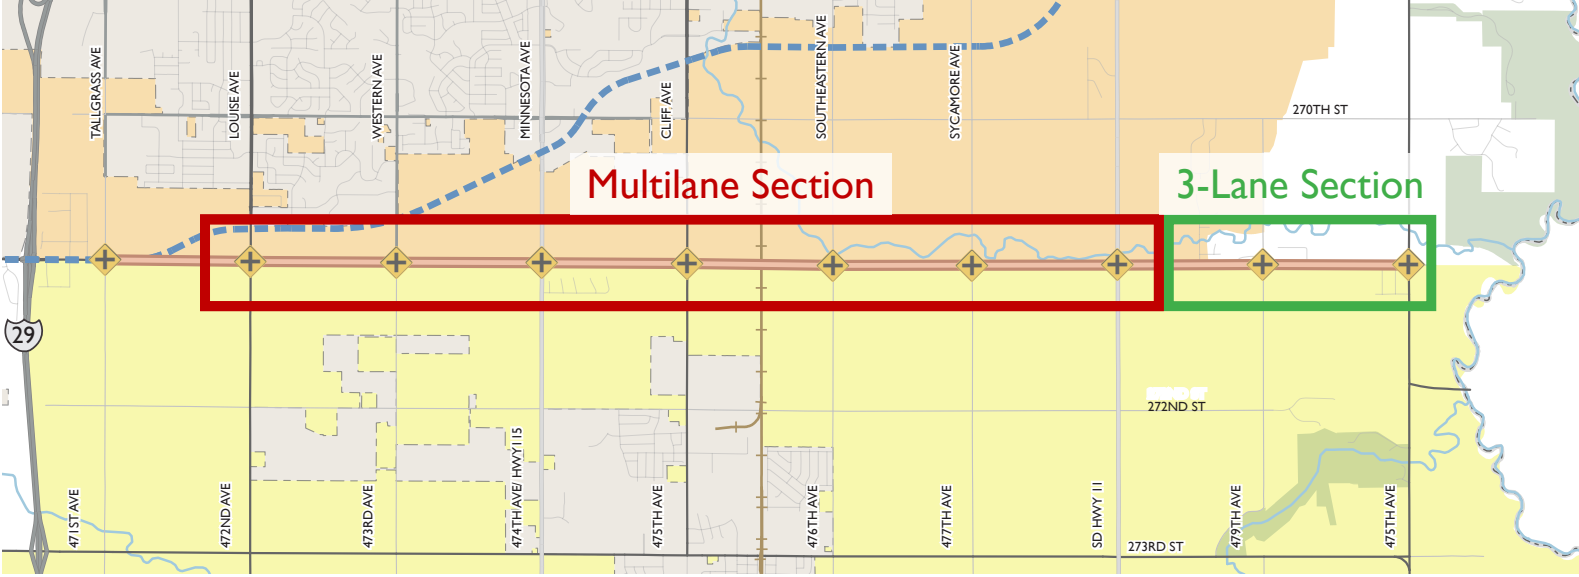 TALLGRASS AVE
LOUISE AVE
WESTERN AVE
MINNESOTA AVE
CLIFF AVE
SOUTHEASTERN AVE
SYCAMORE AVE
270TH ST
Multilane Section
3-Lane Section
29
272ND ST
471ST AVE
472ND AVE
473RD AVE
474TH AVE/ HWY 115
475TH AVE
476TH AVE
477TH AVE
SD HWY 11
273RD ST
479TH AVE
475TH AVE